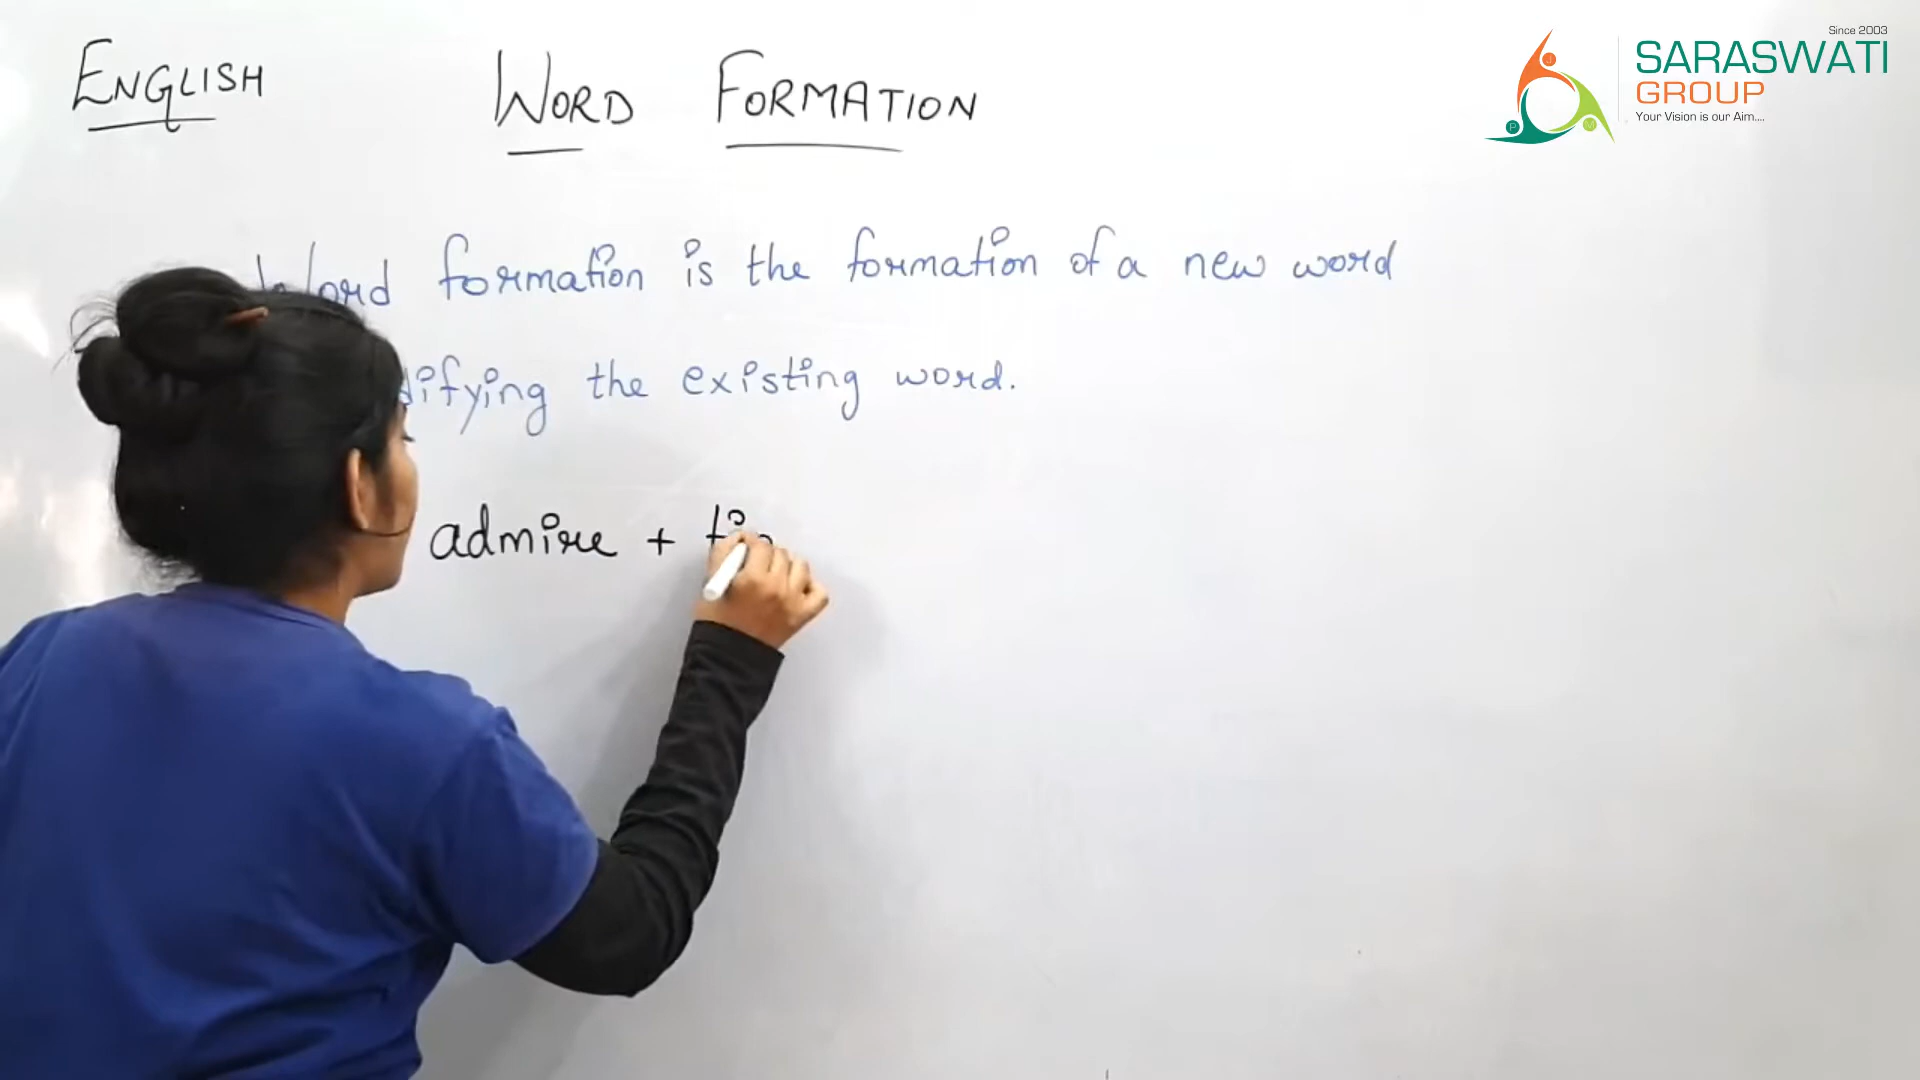 ENGLISH
WORD FORMATION
Since 2003
SARASWATI
GROUP
Your Vision is our Aim....
Word formation is the formation of a new word
the existing word.
admire +